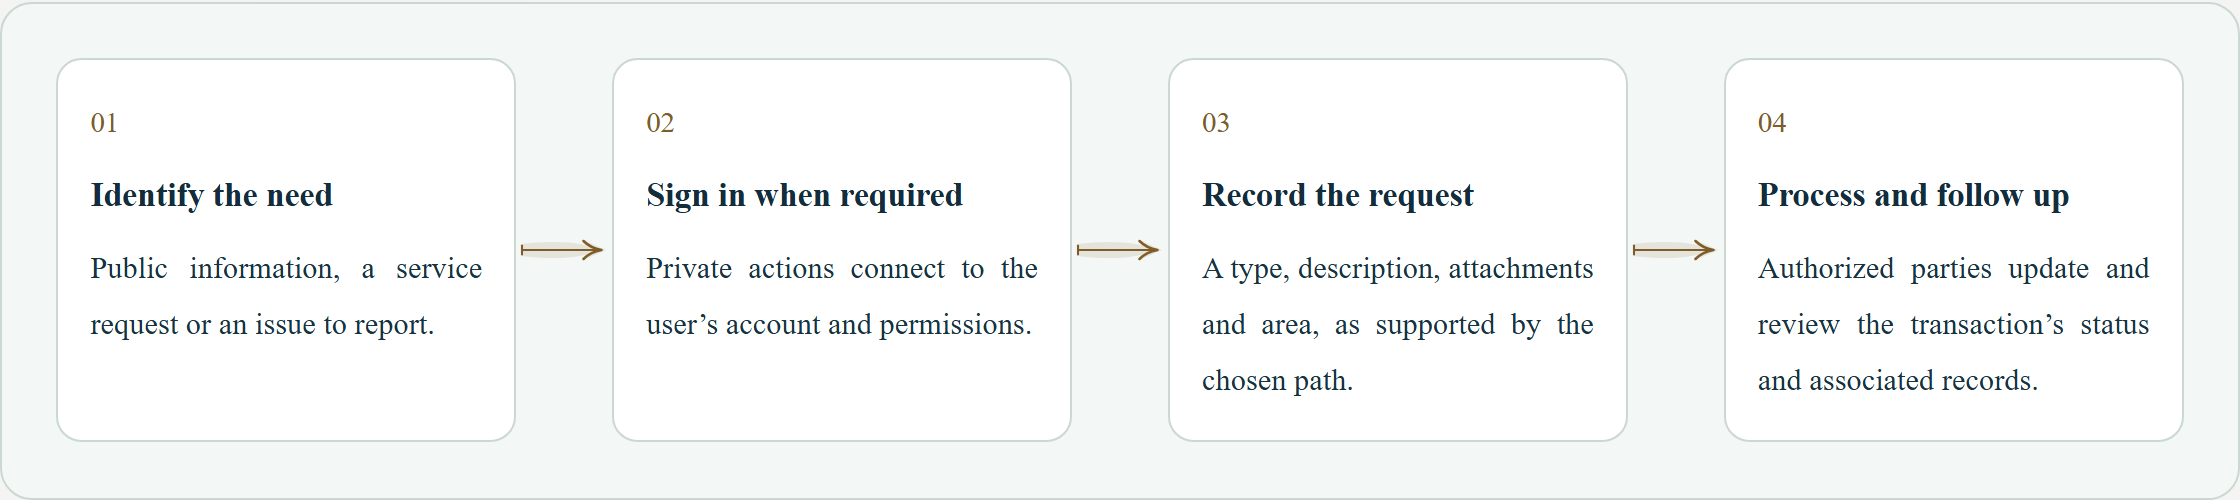 01
Identify the need
Public information, a service
request or an issue to report.
02
Sign in when required
Private actions connect to the
user’s account and permissions.
03
Record the request
A type, description, attachments
and area, as supported by the
chosen path.
04
Process and follow up
Authorized parties update and
review the transaction’s status
and associated records.